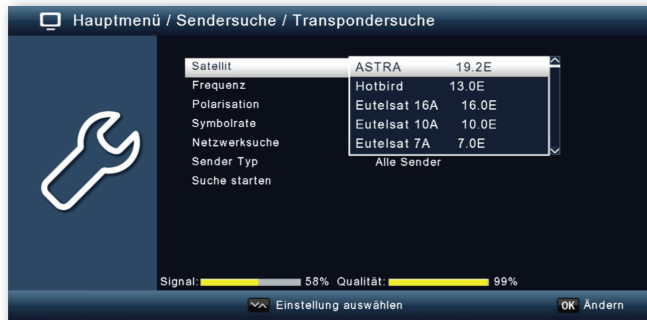 Hauptmenü / Sendersuche / Transpondersuche
Satellit ASTRA 19.2E
Frequenz Hotbird 13.0E
Polarisation Eutelsat 16A 16.0E
Symbolrate Eutelsat 10A 10.0E
Netzwerksuche Eutelsat 7A 7.0E
Sender Typ Alle Sender
Suche starten
Signal: 58% Qualität: 99%
Einstellung auswählen OK Ändern